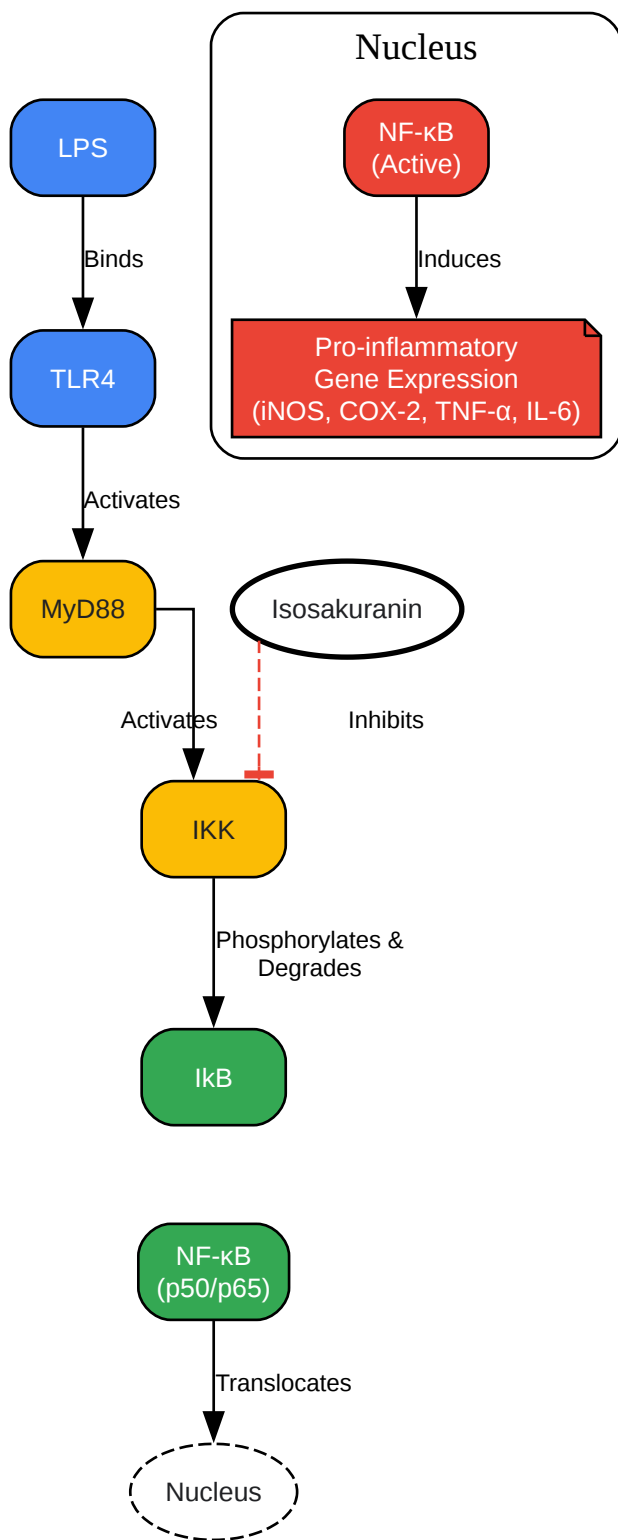 Nucleus
LPS
NF-κB
(Active)
Binds
Induces
TLR4
Pro-inflammatory
Gene Expression
(iNOS, COX-2, TNF-α, IL-6)
Activates
MyD88
Isosakuranin
Activates
Inhibits
IKK
Phosphorylates &
Degrades
IkB
NF-κB
(p50/p65)
Translocates
Nucleus